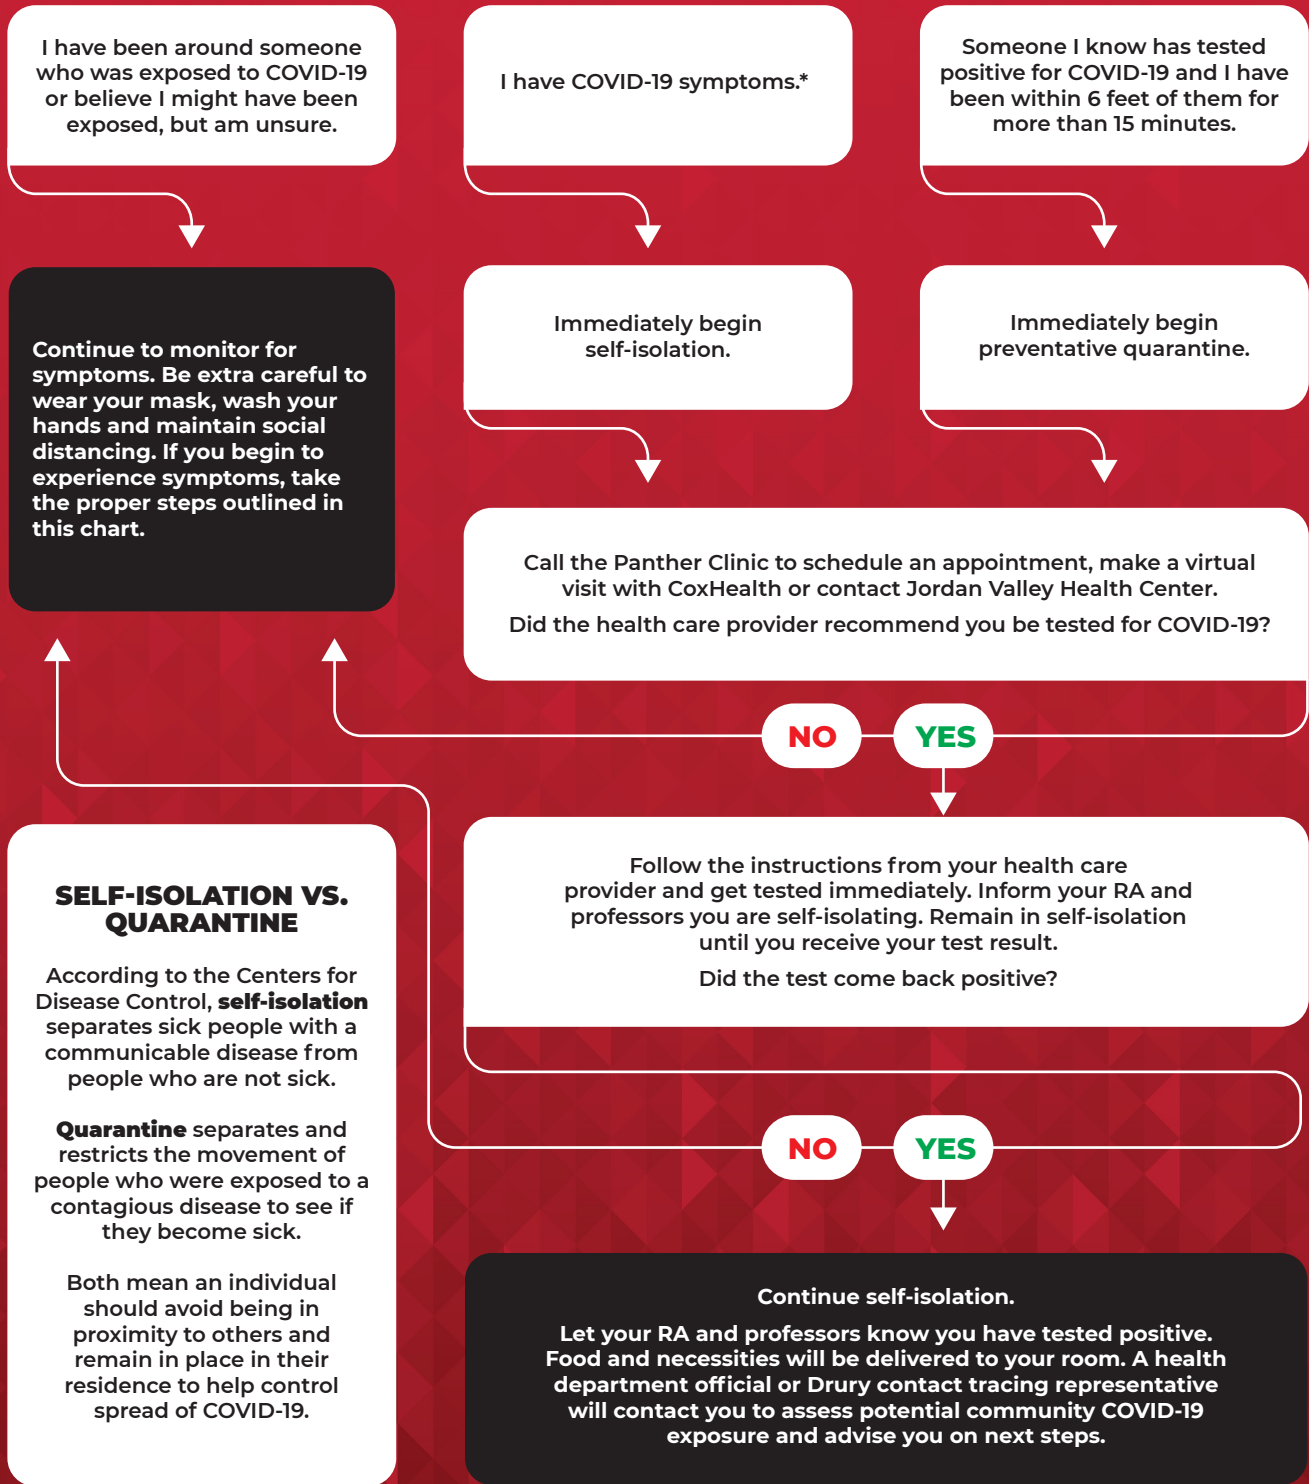 I have been around someone
who was exposed to COVID-19
or believe I might have been
exposed, but am unsure.
I have COVID-19 symptoms.*
Someone I know has tested
positive for COVID-19 and I have
been within 6 feet of them for
more than 15 minutes.
Continue to monitor for
symptoms. Be extra careful to
wear your mask, wash your
hands and maintain social
distancing. If you begin to
experience symptoms, take
the proper steps outlined in
this chart.
Immediately begin
self-isolation.
Immediately begin
preventative quarantine.
Call the Panther Clinic to schedule an appointment, make a virtual
visit with CoxHealth or contact Jordan Valley Health Center.
Did the health care provider recommend you be tested for COVID-19?
NO
YES
Follow the instructions from your health care
provider and get tested immediately. Inform your RA and
professors you are self-isolating. Remain in self-isolation
until you receive your test result.
Did the test come back positive?
NO
YES
Continue self-isolation.
Let your RA and professors know you have tested positive.
Food and necessities will be delivered to your room. A health
department official or Drury contact tracing representative
will contact you to assess potential community COVID-19
exposure and advise you on next steps.
SELF-ISOLATION VS.
QUARANTINE
According to the Centers for
Disease Control, self-isolation
separates sick people with a
communicable disease from
people who are not sick.
Quarantine separates and
restricts the movement of
people who were exposed to a
contagious disease to see if
they become sick.
Both mean an individual
should avoid being in
proximity to others and
remain in place in their
residence to help control
spread of COVID-19.